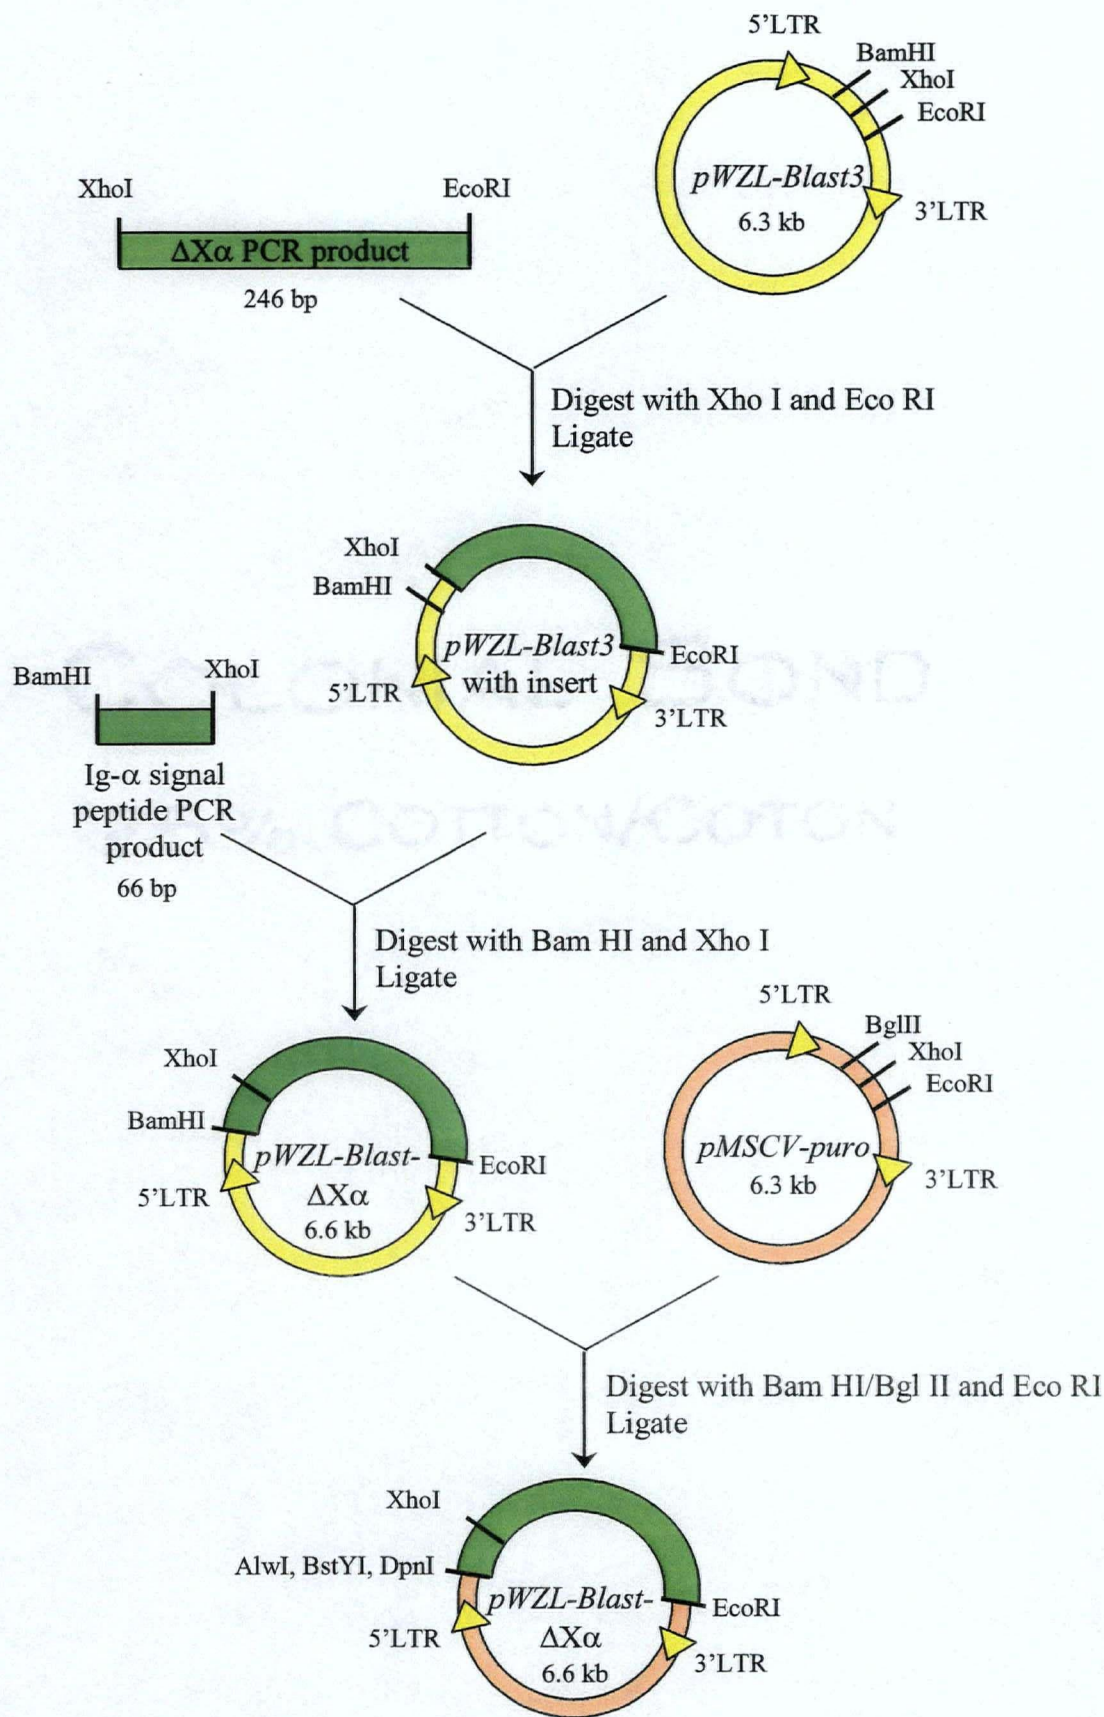 5'LTR
BamHI
XhoI
EcoRI
pWZL-Blast3
6.3 kb
3'LTR
XhoI
EcoRI
ΔXα PCR product
246 bp
Digest with Xho I and Eco RI
Ligate
XhoI
BamHI
pWZL-Blast3
with insert
EcoRI
5'LTR
3'LTR
BamHI
XhoI
Ig-α signal
peptide PCR
product
66 bp
Digest with Bam HI and Xho I
Ligate
XhoI
BamHI
pWZL-Blast-
ΔXα
6.6 kb
EcoRI
5'LTR
3'LTR
5'LTR
BglII
XhoI
EcoRI
pMSCV-puro
6.3 kb
3'LTR
Digest with Bam HI/Bgl II and Eco RI
Ligate
XhoI
AlwI, BstYI, DpnI
pWZL-Blast-
ΔXα
6.6 kb
EcoRI
5'LTR
3'LTR